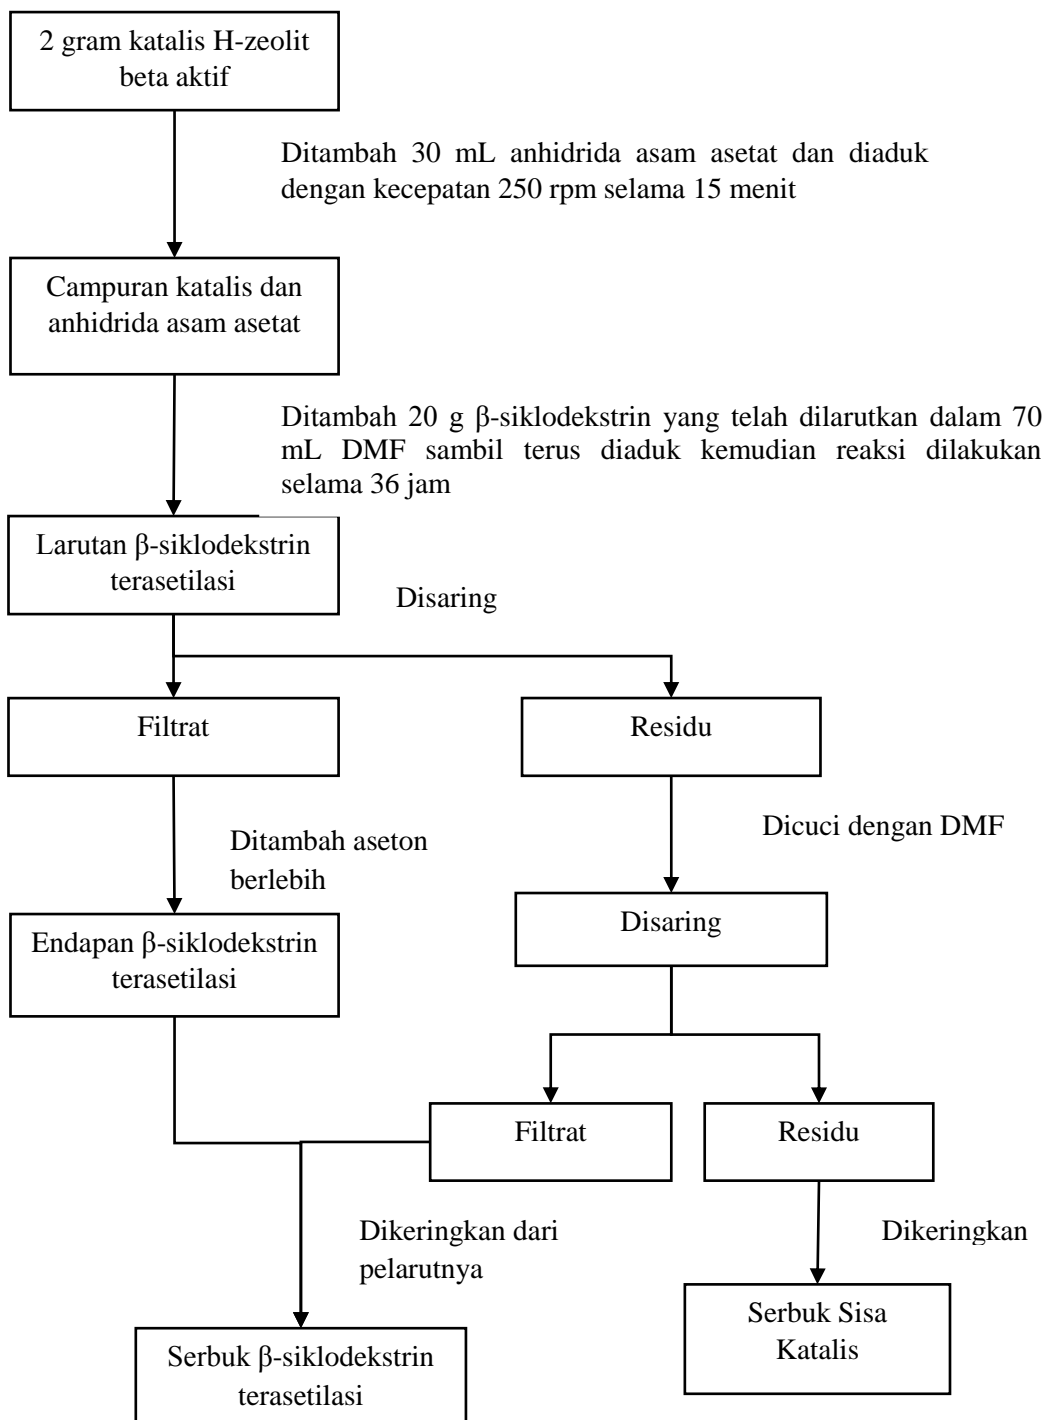 2 gram katalis H-zeolit
beta aktif
Ditambah 30 mL anhidrida asam asetat dan diaduk
dengan kecepatan 250 rpm selama 15 menit
Campuran katalis dan
anhidrida asam asetat
Ditambah 20 g β-siklodekstrin yang telah dilarutkan dalam 70
mL DMF sambil terus diaduk kemudian reaksi dilakukan
selama 36 jam
Larutan β-siklodekstrin
terasetilasi
Disaring
Filtrat
Residu
Ditambah aseton
berlebih
Dicuci dengan DMF
Endapan β-siklodekstrin
terasetilasi
Disaring
Filtrat
Residu
Dikeringkan dari
pelarutnya
Dikeringkan
Serbuk β-siklodekstrin
terasetilasi
Serbuk Sisa
Katalis